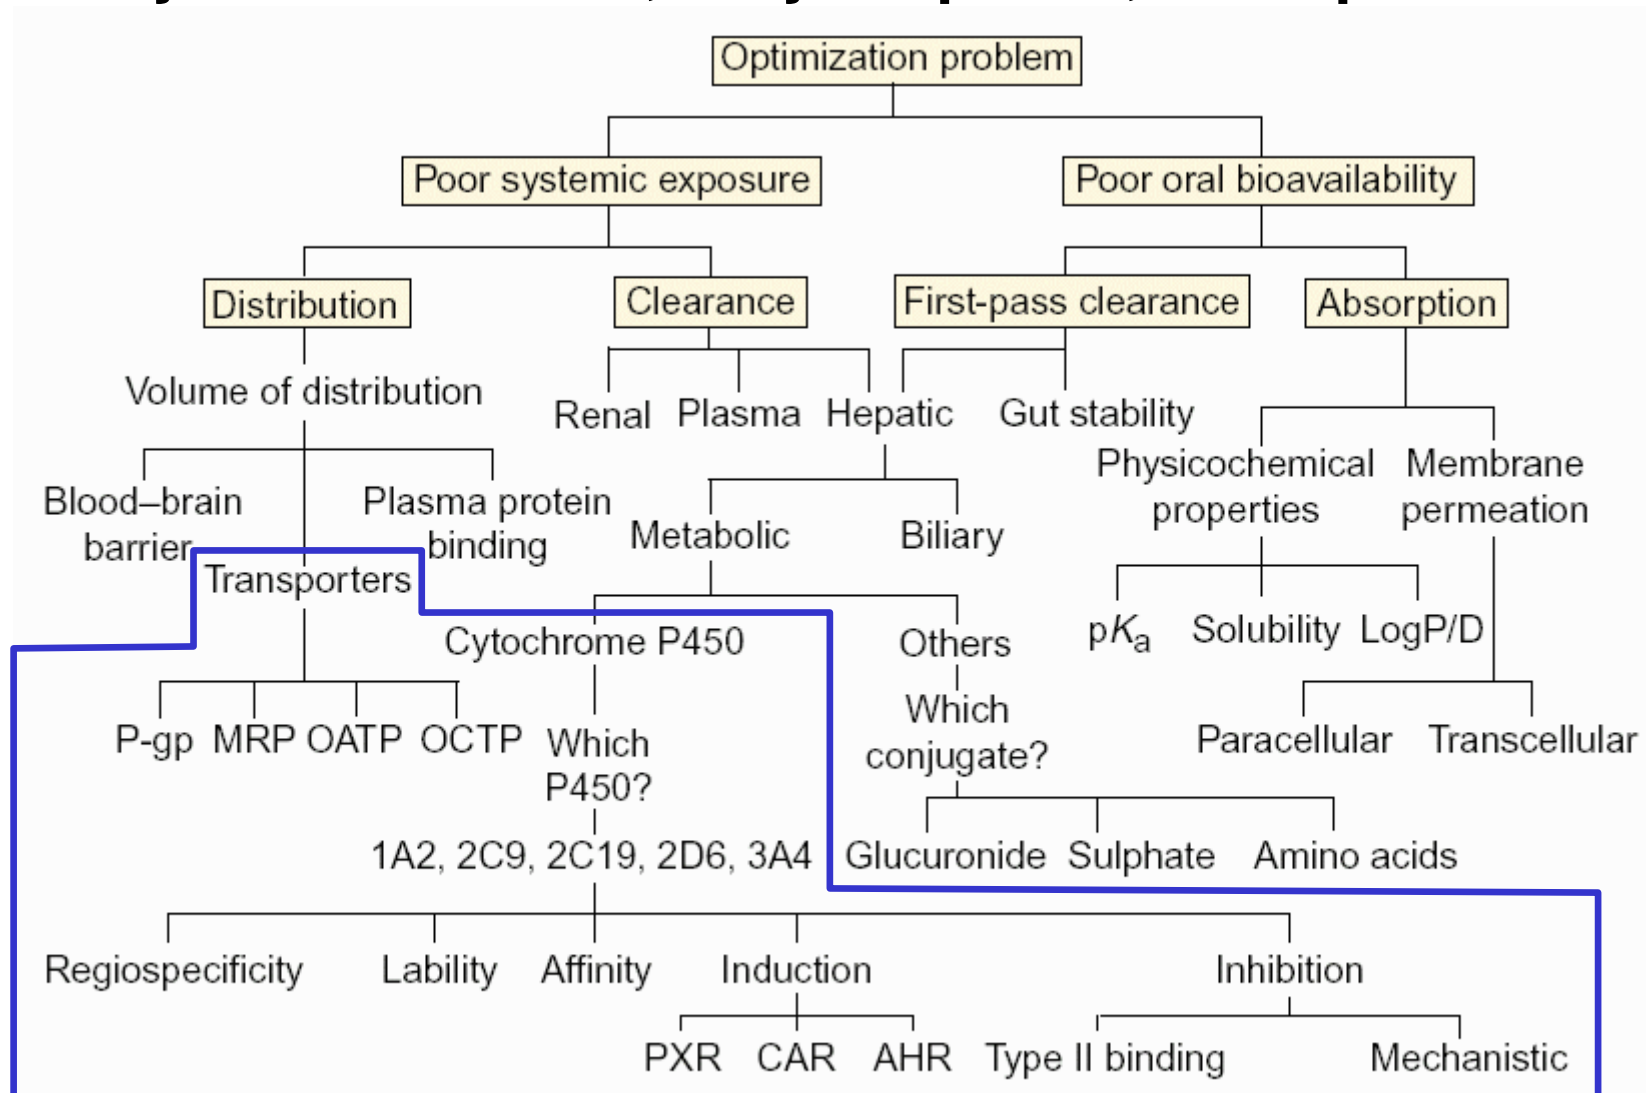 Optimization problem
Poor systemic exposure
Poor oral bioavailability
Distribution
Clearance
First-pass clearance
Absorption
Volume of distribution
Renal
Plasma
Hepatic
Gut stability
Physicochemical
properties
Membrane
permeation
Blood–brain
barrier
Plasma protein
binding
Metabolic
Biliary
Transporters
Cytochrome P450
Others
pKa
Solubility
LogP/D
Which
conjugate?
P-gp
MRP
OATP
OCTP
Which
P450?
Paracellular
Transcellular
1A2, 2C9, 2C19, 2D6, 3A4
Glucuronide
Sulphate
Amino acids
Regiospecificity
Lability
Affinity
Induction
Inhibition
PXR
CAR
AHR
Type II binding
Mechanistic